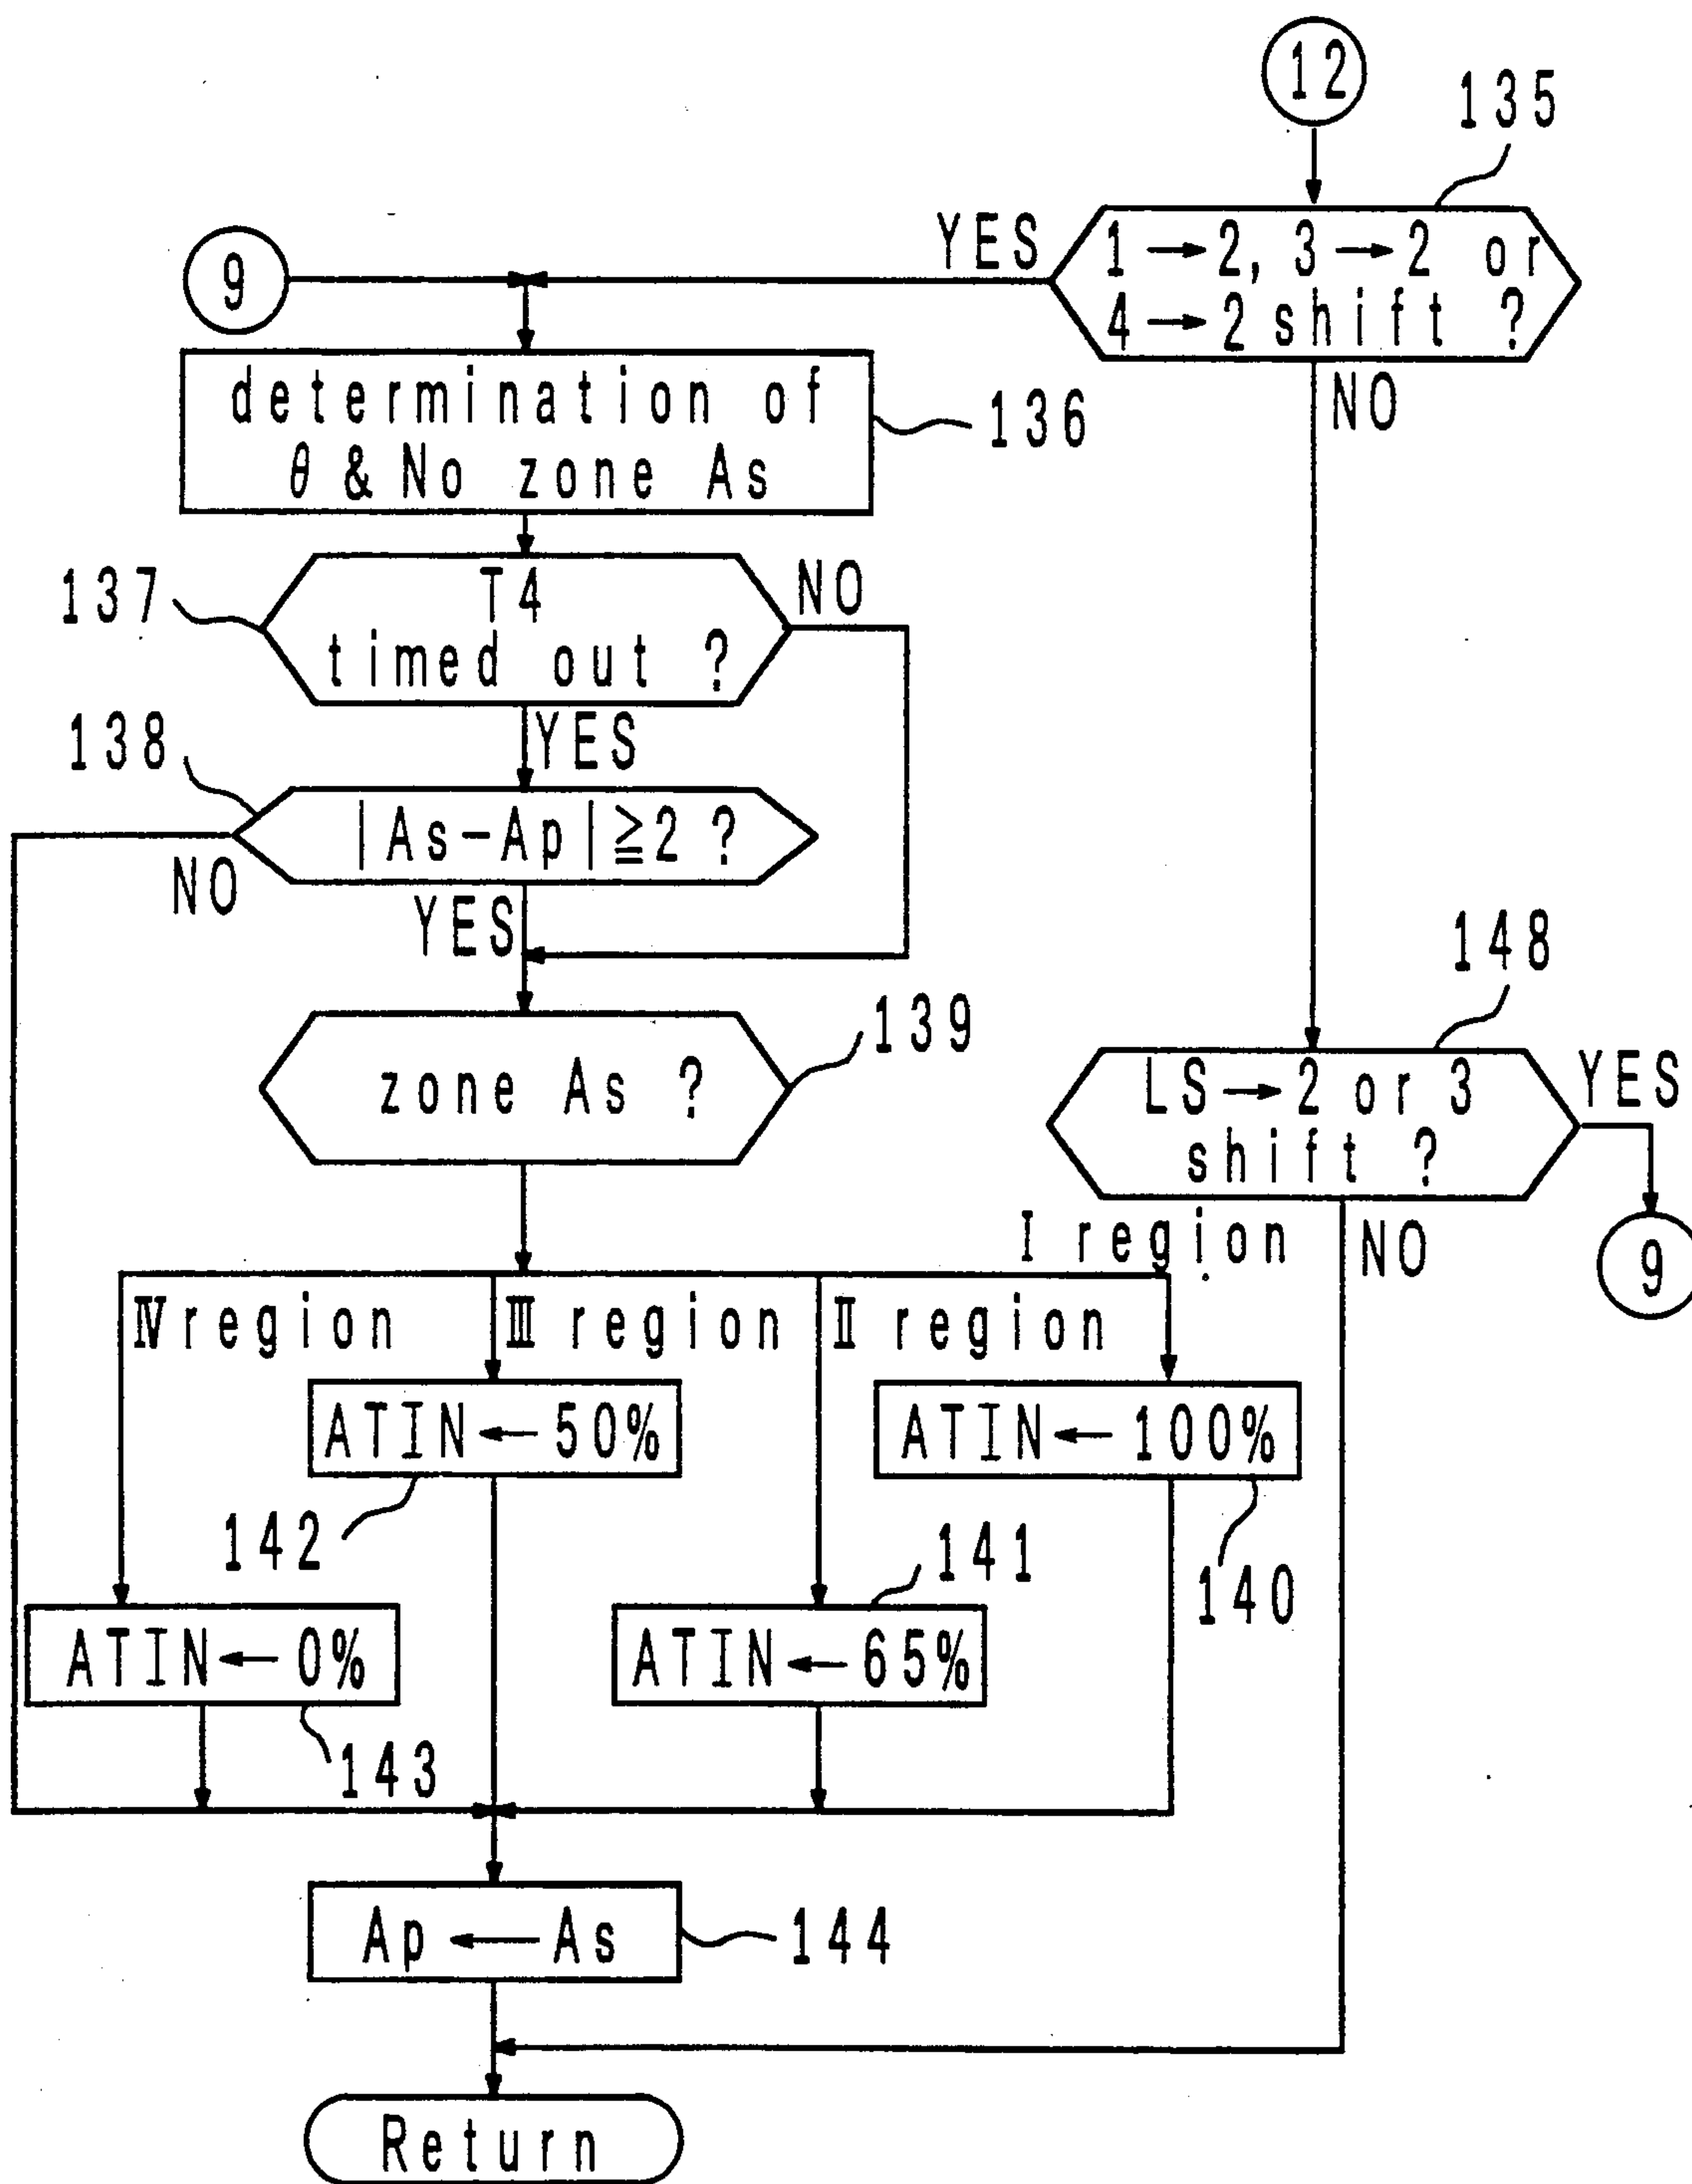 12
135
YES
1→2, 3→2 or
4→2 shift ?
NO
9
determination of
θ & No zone As
136
137
T4
timed out ?
NO
YES
138
|As−Ap|≧2 ?
NO
YES
139
zone As ?
148
LS→2 or 3
shift ?
YES
NO
9
I region
II region
III region
IV region
ATIN←50%
142
ATIN←100%
140
141
ATIN←65%
ATIN←0%
143
Ap←As
144
Return